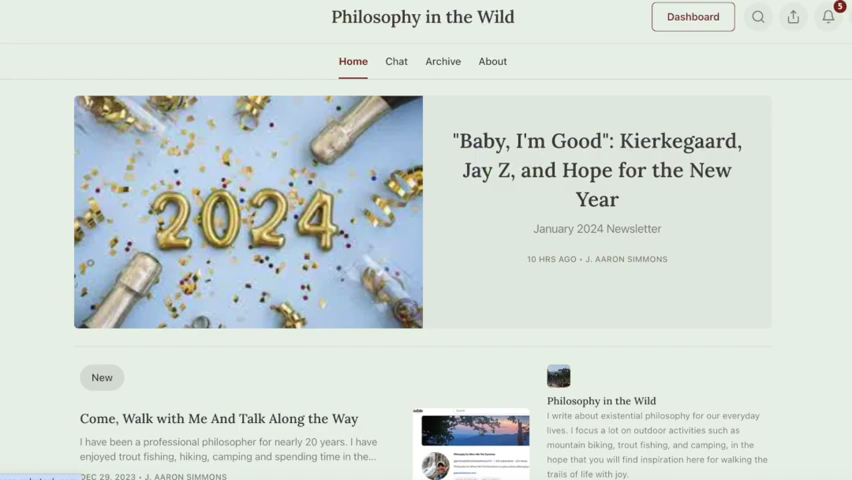 Philosophy in the Wild
Dashboard
5
Home
Chat
Archive
About
2024
"Baby, I'm Good": Kierkegaard,
Jay Z, and Hope for the New
Year
January 2024 Newsletter
10 HRS AGO • J. AARON SIMMONS
New
Come, Walk with Me And Talk Along the Way
I have been a professional philosopher for nearly 20 years. I have
enjoyed trout fishing, hiking, camping and spending time in the...
DEC 29, 2023 • J. AARON SIMMONS
Philosophy in the Wild
I write about existential philosophy for our everyday
lives. I focus a lot on outdoor activities such as
mountain biking, trout fishing, and camping, in the
hope that you will find inspiration here for walking the
trails of life with joy.